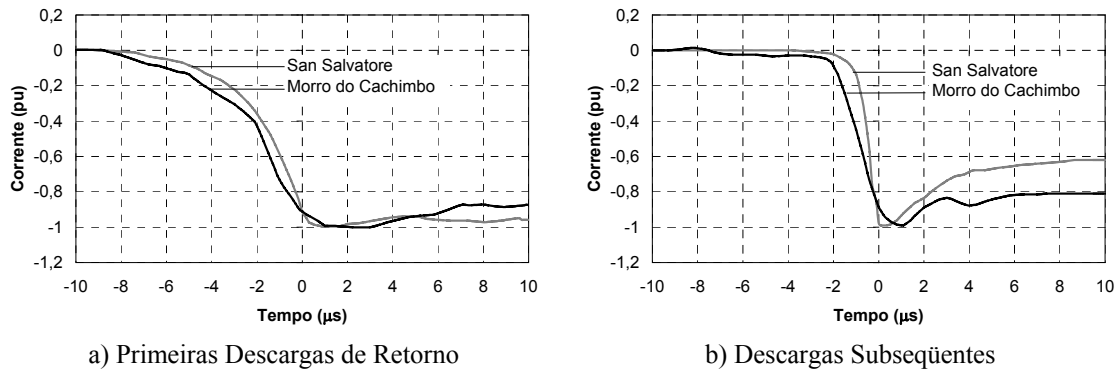 0,2
0
-0,2
-0,4
-0,6
-0,8
-1
-1,2
Corrente (pu)
San Salvatore
Morro do Cachimbo
-10 -8 -6 -4 -2 0 2 4 6 8 10
Tempo (μs)
a) Primeiras Descargas de Retorno
0,2
0
-0,2
-0,4
-0,6
-0,8
-1
-1,2
Corrente (pu)
San Salvatore
Morro do Cachimbo
-10 -8 -6 -4 -2 0 2 4 6 8 10
Tempo (μs)
b) Descargas Subseqüentes